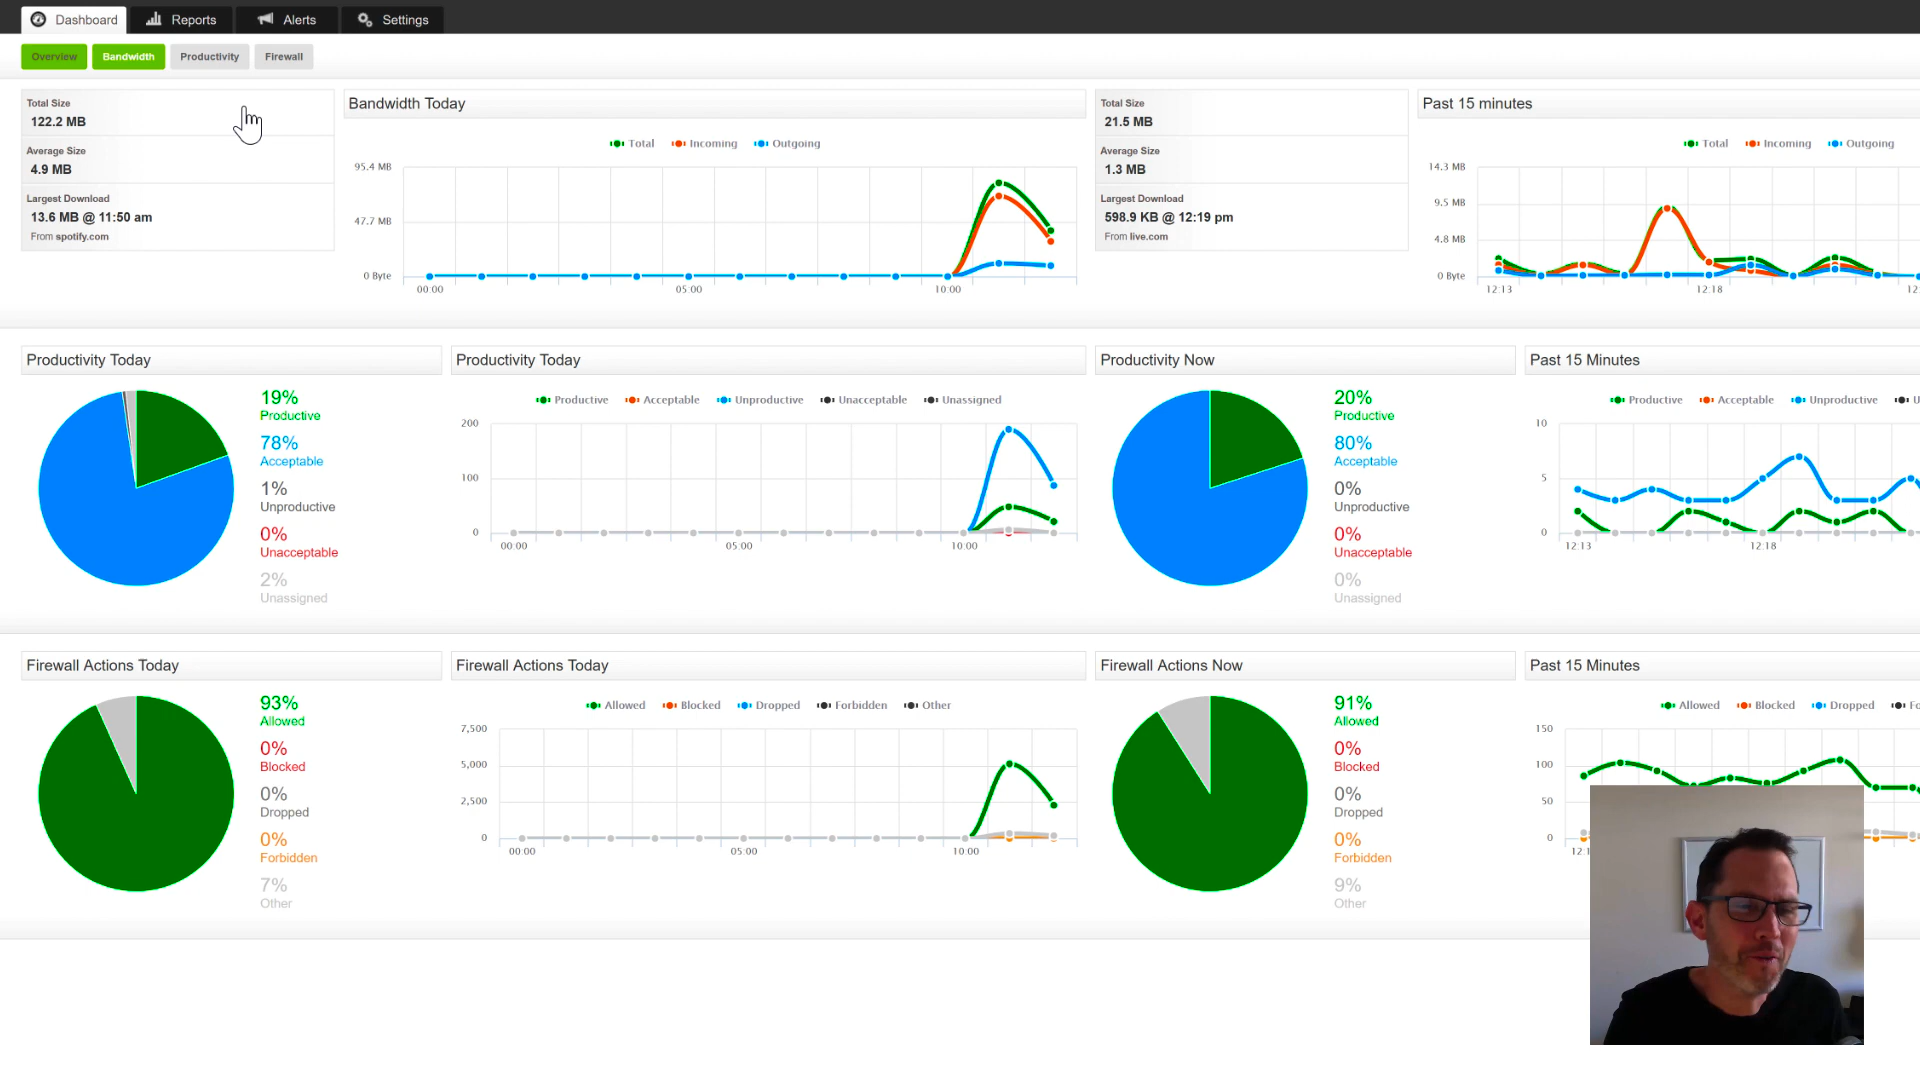 Dashboard
Reports
Alerts
Settings
Overview
Bandwidth
Productivity
Firewall
Total Size
122.2 MB
Average Size
4.9 MB
Largest Download
13.6 MB @ 11:50 am
From spotify.com
Bandwidth Today
Total Incoming Outgoing
95.4 MB
47.7 MB
0 Byte
00:00 05:00 10:00
Total Size
21.5 MB
Average Size
1.3 MB
Largest Download
598.9 KB @ 12:19 pm
From live.com
Past 15 minutes
Total Incoming Outgoing
14.3 MB
9.5 MB
4.8 MB
0 Byte
12:13 12:18 12:
Productivity Today
19%
Productive
78%
Acceptable
1%
Unproductive
0%
Unacceptable
2%
Unassigned
Productivity Today
Productive Acceptable Unproductive Unacceptable Unassigned
200
100
0
00:00 05:00 10:00
Productivity Now
20%
Productive
80%
Acceptable
0%
Unproductive
0%
Unacceptable
0%
Unassigned
Past 15 Minutes
Productive Acceptable Unproductive U
10
5
0
12:13 12:18
Firewall Actions Today
93%
Allowed
0%
Blocked
0%
Dropped
0%
Forbidden
7%
Other
Firewall Actions Today
Allowed Blocked Dropped Forbidden Other
7,500
5,000
2,500
0
00:00 05:00 10:00
Firewall Actions Now
91%
Allowed
0%
Blocked
0%
Dropped
0%
Forbidden
9%
Other
Past 15 Minutes
Allowed Blocked Dropped Fo
150
100
50
0
12:1